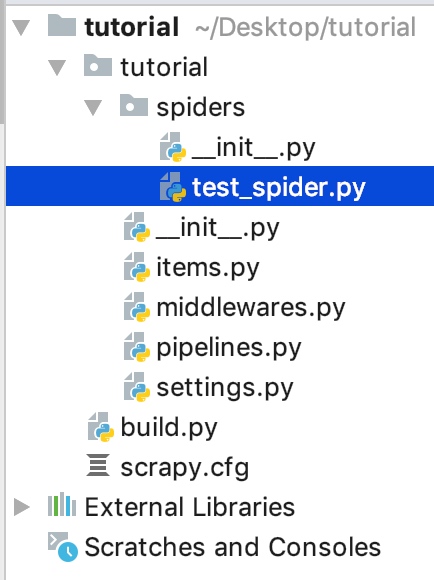 tutorial ~/Desktop/tutorial
tutorial
spiders
__init__.py
test_spider.py
__init__.py
items.py
middlewares.py
pipelines.py
settings.py
build.py
scrapy.cfg
External Libraries
Scratches and Consoles